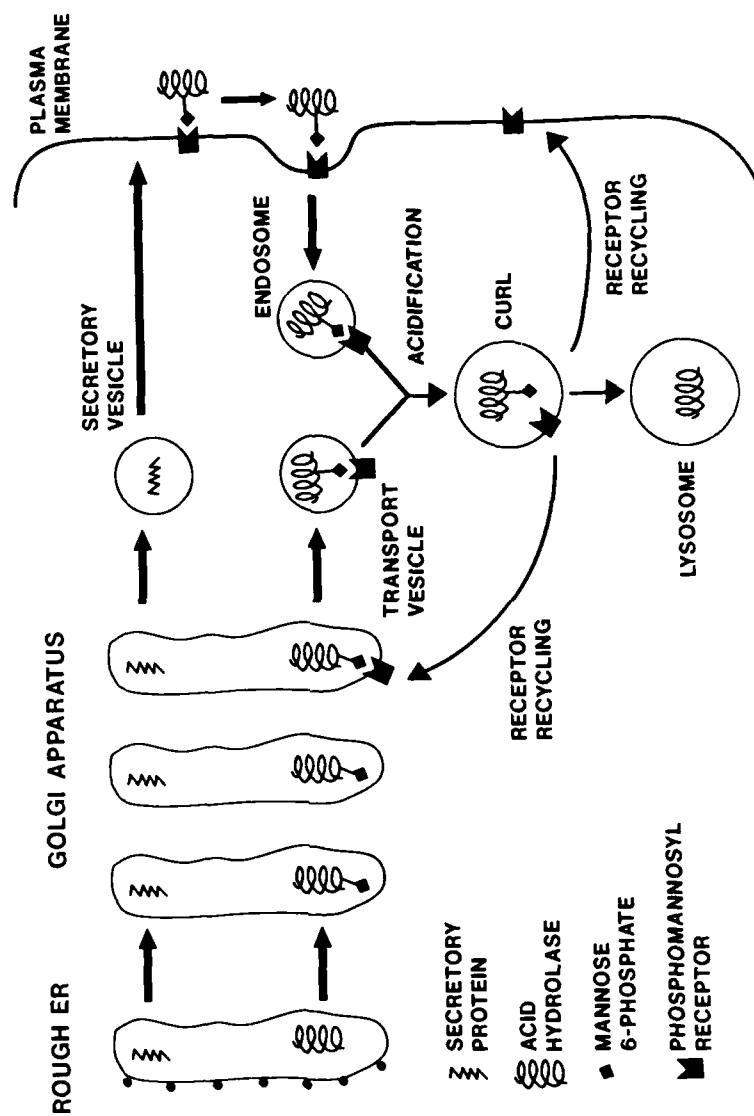 ROUGH ER
GOLGI APPARATUS
SECRETORY
VESICLE
PLASMA
MEMBRANE
TRANSPORT
VESICLE
ENDOSOME
ACIDIFICATION
CURL
RECEPTOR
RECYCLING
RECEPTOR
RECYCLING
LYSOSOME
SECRETORY
PROTEIN
ACID
HYDROLASE
MANNOSE
6-PHOSPHATE
PHOSPHOMANNOSYL
RECEPTOR